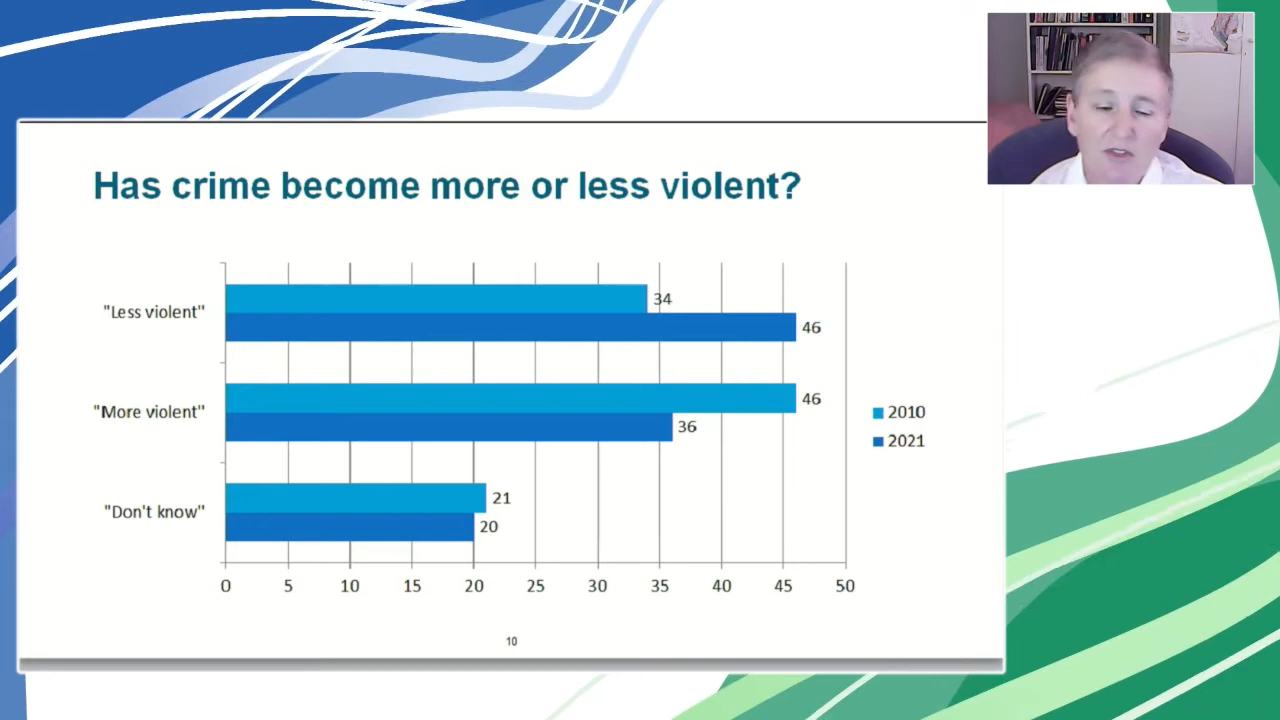 Has crime become more or less violent?
"Less violent"
34
46
"More violent"
46
36
"Don't know"
21
20
2010
2021
0 5 10 15 20 25 30 35 40 45 50
10